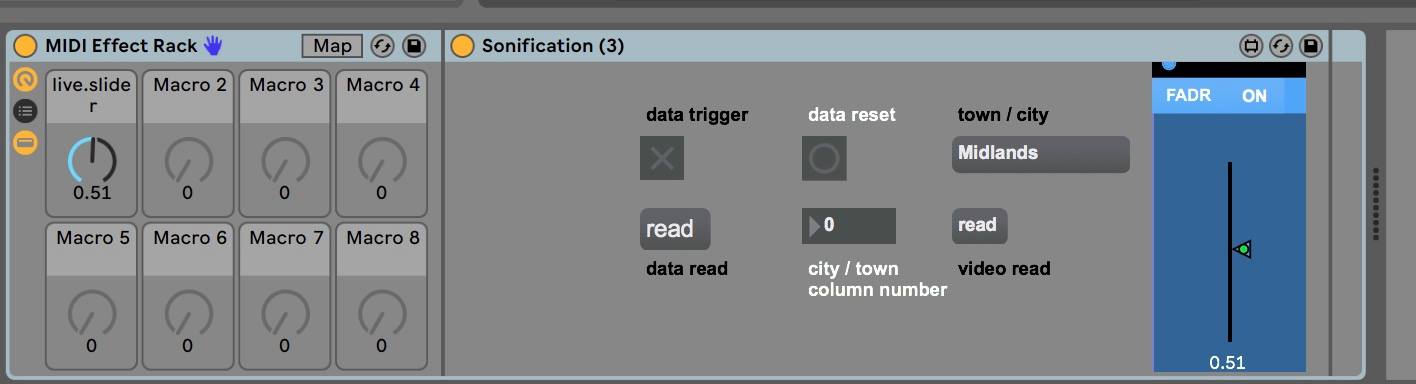 MIDI Effect Rack
Map
Sonification (3)
live.slide
r
Macro 2
Macro 3
Macro 4
0.51
0
0
0
Macro 5
Macro 6
Macro 7
Macro 8
0
0
0
0
data trigger
data reset
town / city
Midlands
read
0
read
data read
city / town
column number
video read
FADR
ON
0.51